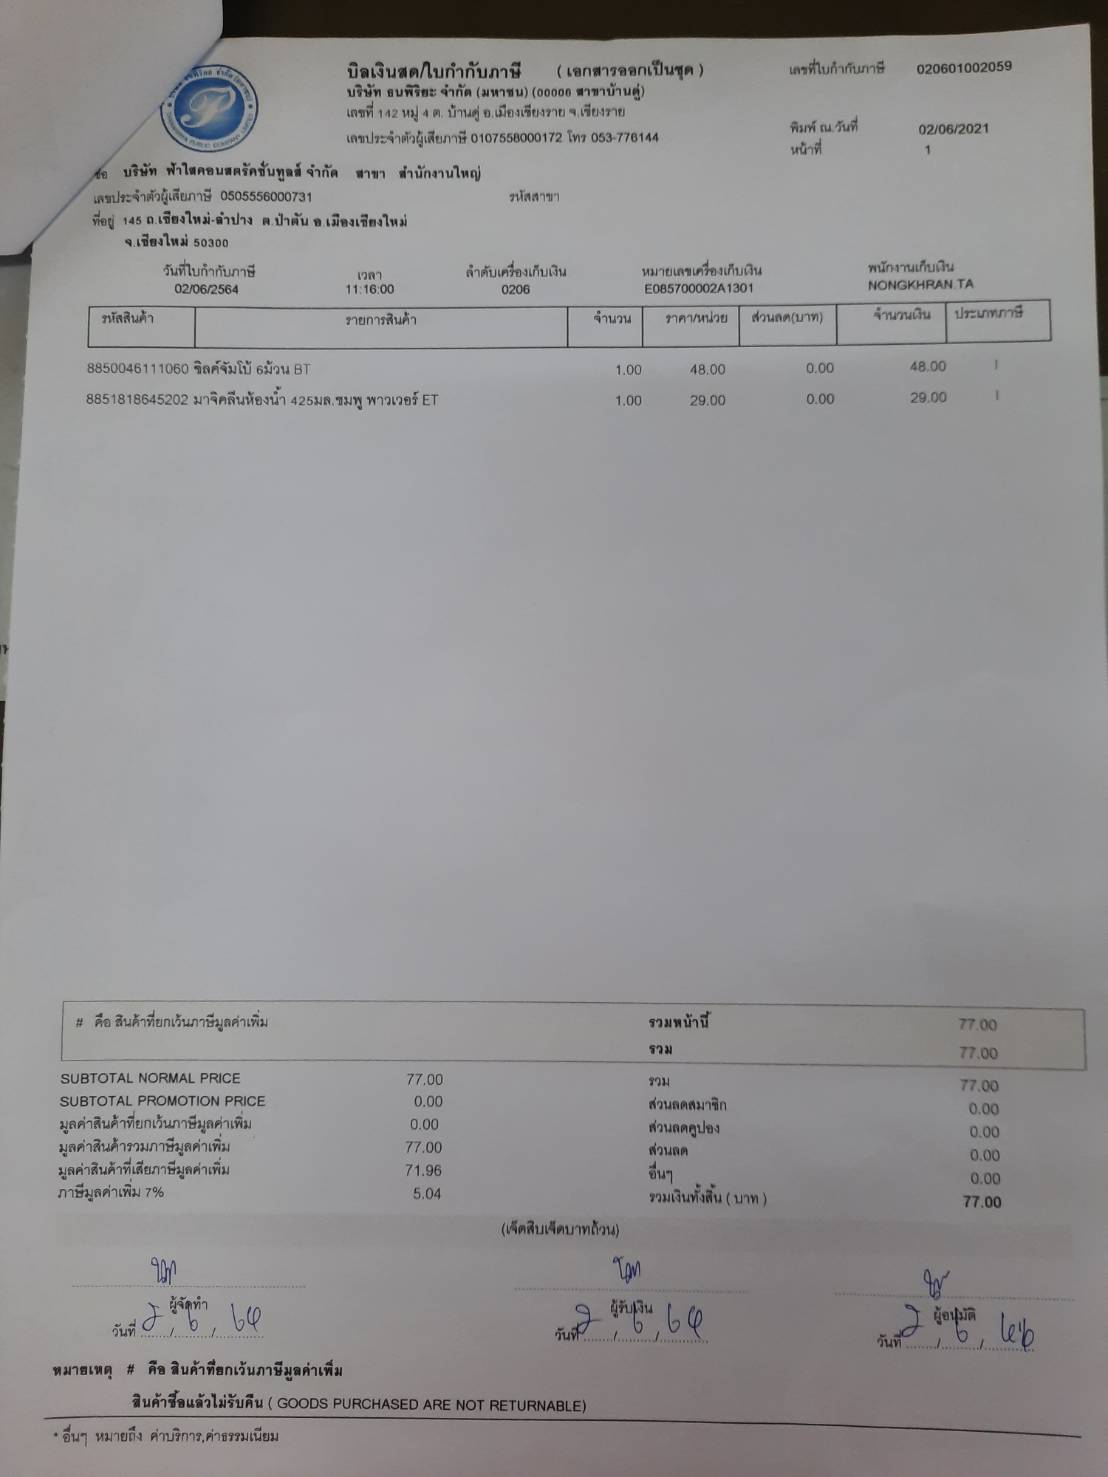 บิลเงินสด/ใบกำกับภาษี ( เอกสารออกเป็นชุด ) เลขที่ใบกำกับภาษี 020601002059
บริษัท ธนพิริยะ จำกัด (มหาชน) (00006 สาขาบ้านดู่)
เลขที่ 142 หมู่ 4 ต. บ้านดู่ อ.เมืองเชียงราย จ.เชียงราย
เลขประจำตัวผู้เสียภาษี 0107558000172 โทร 053-776144
พิมพ์ ณ.วันที่ 02/06/2021
หน้าที่ 1
ชื่อ บริษัท ฟ้าใสคอนสตรัคชั่นทูลส์ จำกัด สาขา สำนักงานใหญ่
เลขประจำตัวผู้เสียภาษี 0505556000731 รหัสสาขา
ที่อยู่ 145 ถ.เชียงใหม่-ลำปาง ต.ป่าตัน อ.เมืองเชียงใหม่
จ.เชียงใหม่ 50300
วันที่ใบกำกับภาษี เวลา ลำดับเครื่องเก็บเงิน หมายเลขเครื่องเก็บเงิน พนักงานเก็บเงิน
02/06/2564 11:16:00 0206 E085700002A1301 NONGKHRAN.TA
รหัสสินค้า รายการสินค้า จำนวน ราคา/หน่วย ส่วนลด(บาท) จำนวนเงิน ประเภทภาษี
8850046111060 ซิลค์จัมโบ้ 6ม้วน BT 1.00 48.00 0.00 48.00 I
8851818645202 มาจิคลีนห้องน้ำ 425มล.ชมพู พาวเวอร์ ET 1.00 29.00 0.00 29.00 I
# คือ สินค้าที่ยกเว้นภาษีมูลค่าเพิ่ม รวมหน้านี้ 77.00
รวม 77.00
SUBTOTAL NORMAL PRICE 77.00 รวม 77.00
SUBTOTAL PROMOTION PRICE 0.00 ส่วนลดสมาชิก 0.00
มูลค่าสินค้าที่ยกเว้นภาษีมูลค่าเพิ่ม 0.00 ส่วนลดคูปอง 0.00
มูลค่าสินค้ารวมภาษีมูลค่าเพิ่ม 77.00 ส่วนลด 0.00
มูลค่าสินค้าที่เสียภาษีมูลค่าเพิ่ม 71.96 อื่นๆ 0.00
ภาษีมูลค่าเพิ่ม 7% 5.04 รวมเงินทั้งสิ้น ( บาท ) 77.00
(เจ็ดสิบเจ็ดบาทถ้วน)
ผู้จัดทำ ผู้รับเงิน ผู้อนุมัติ
วันที่ 2 / 6 / 64 วันที่ 2 / 6 / 64 วันที่ 2 / 6 /
หมายเหตุ # คือ สินค้าที่ยกเว้นภาษีมูลค่าเพิ่ม
สินค้าซื้อแล้วไม่รับคืน ( GOODS PURCHASED ARE NOT RETURNABLE)
* อื่นๆ หมายถึง ค่าบริการ,ค่าธรรมเนียม